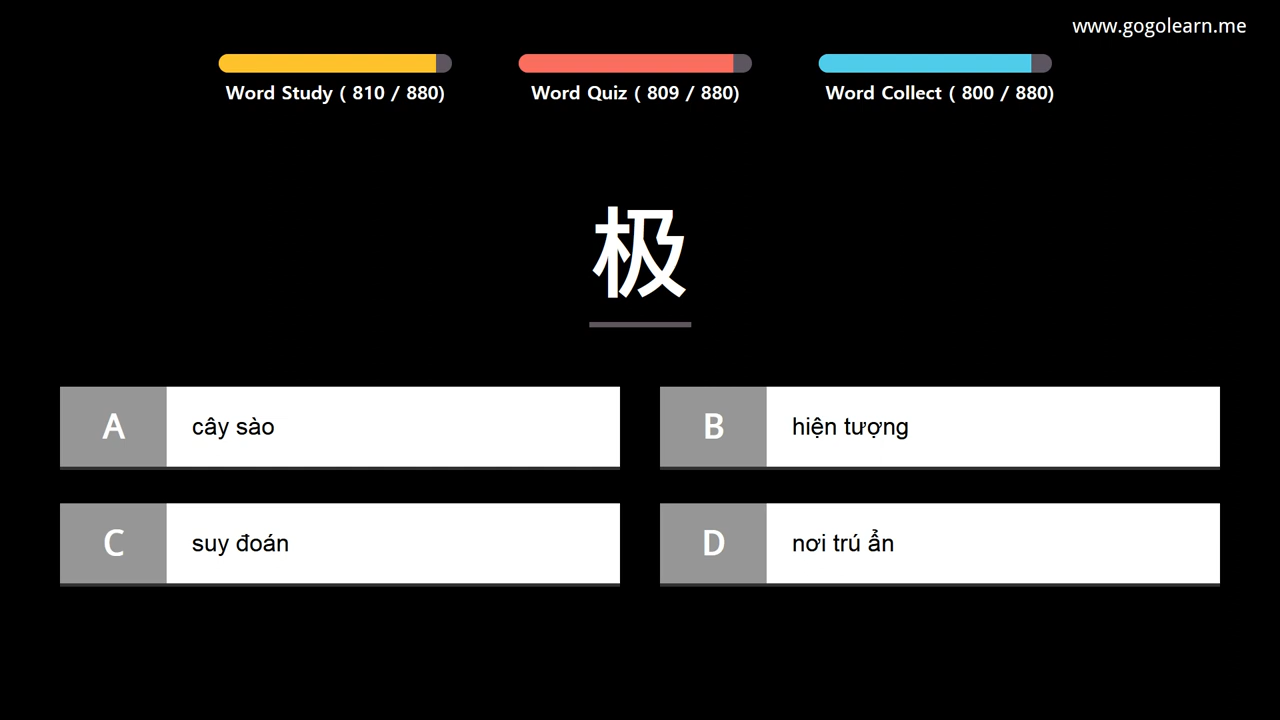 www.gogolearn.me
Word Study ( 810 / 880)
Word Quiz ( 809 / 880)
Word Collect ( 800 / 880)
极
A cây sào
B hiện tượng
C suy đoán
D nơi trú ẩn